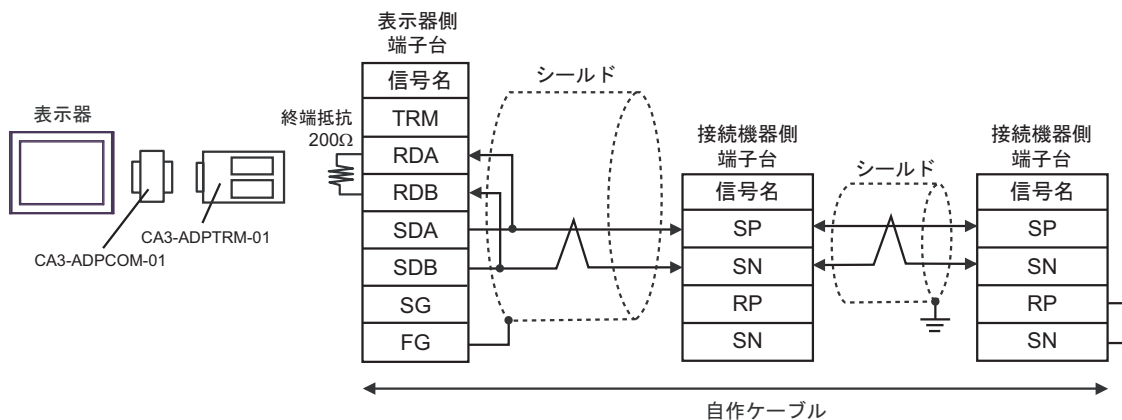 表示器
CA3-ADPCOM-01
CA3-ADPTRM-01
終端抵抗
200Ω
表示器側
端子台
信号名
TRM
RDA
RDB
SDA
SDB
SG
FG
シールド
接続機器側
端子台
信号名
SP
SN
RP
SN
シールド
接続機器側
端子台
信号名
SP
SN
RP
SN
自作ケーブル